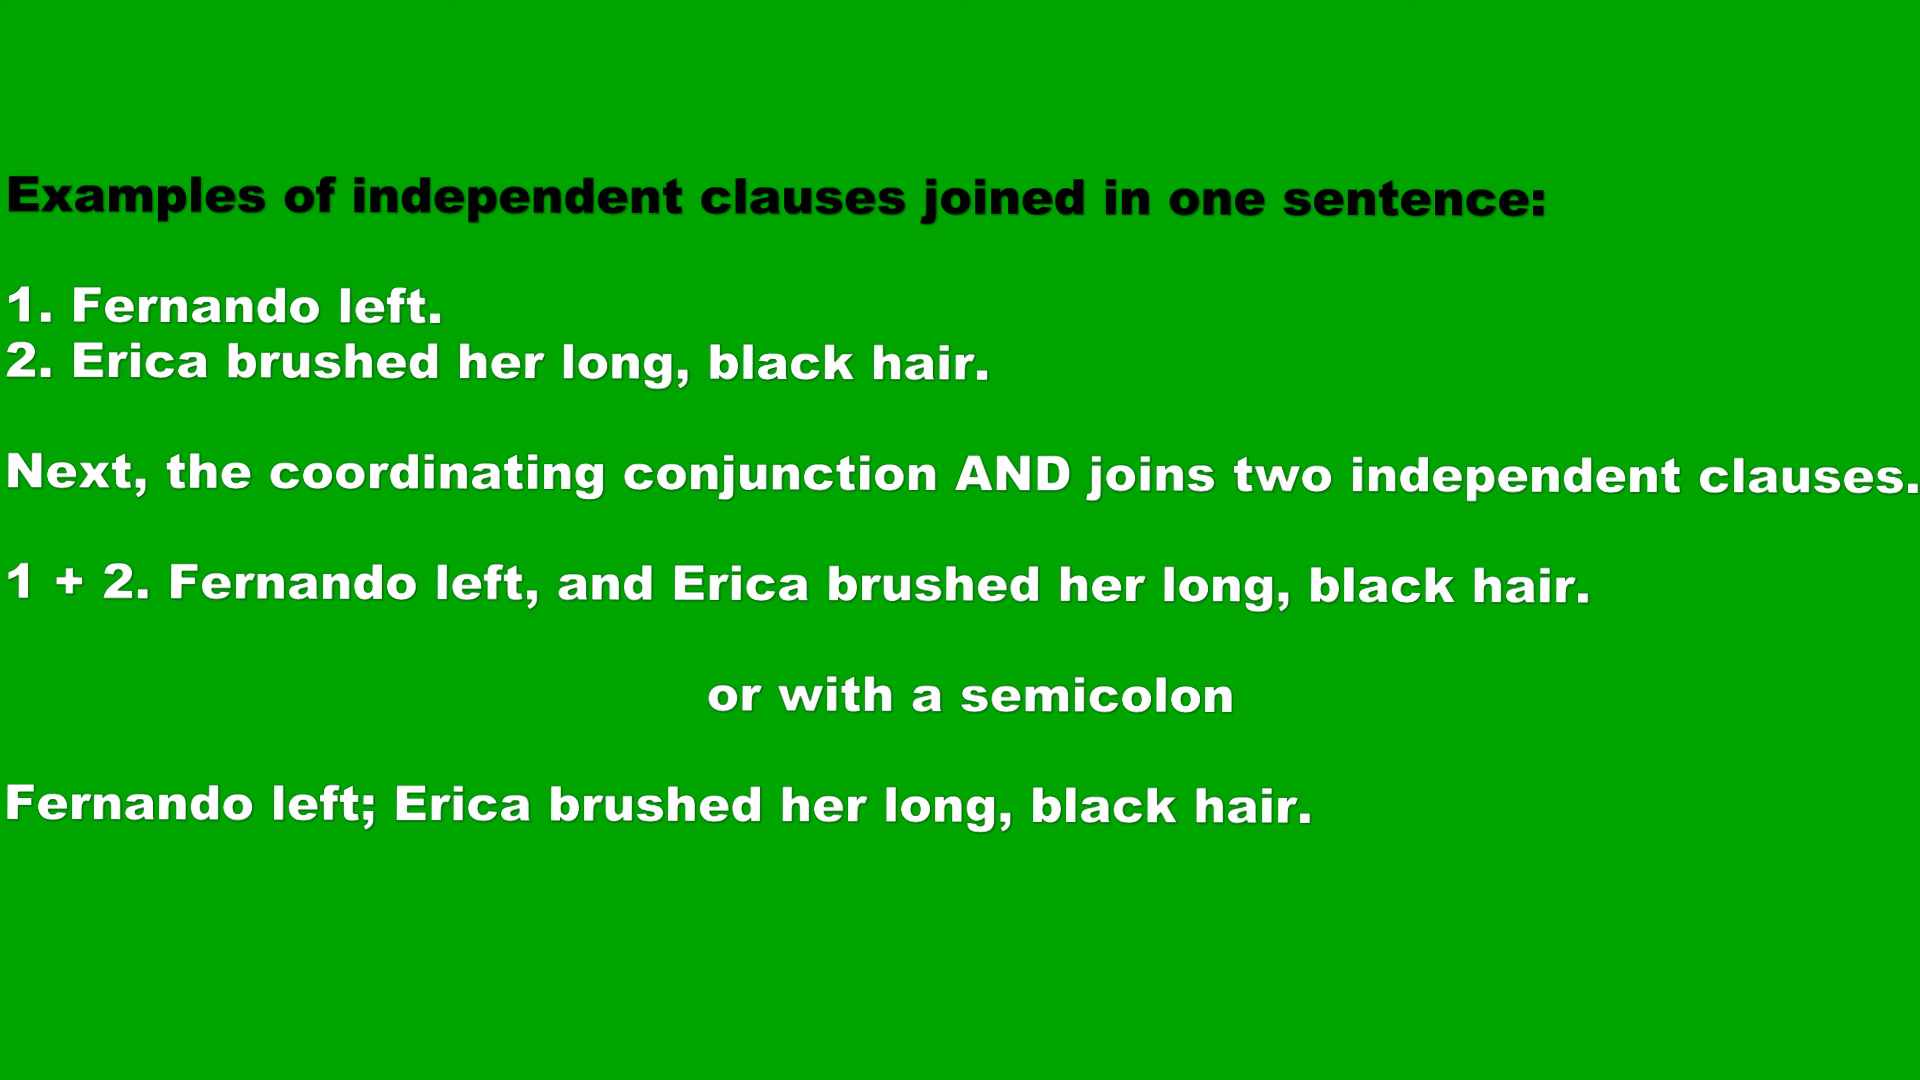 Examples of independent clauses joined in one sentence:
1. Fernando left.
2. Erica brushed her long, black hair.
Next, the coordinating conjunction AND joins two independent clauses.
1 + 2. Fernando left, and Erica brushed her long, black hair.
or with a semicolon
Fernando left; Erica brushed her long, black hair.